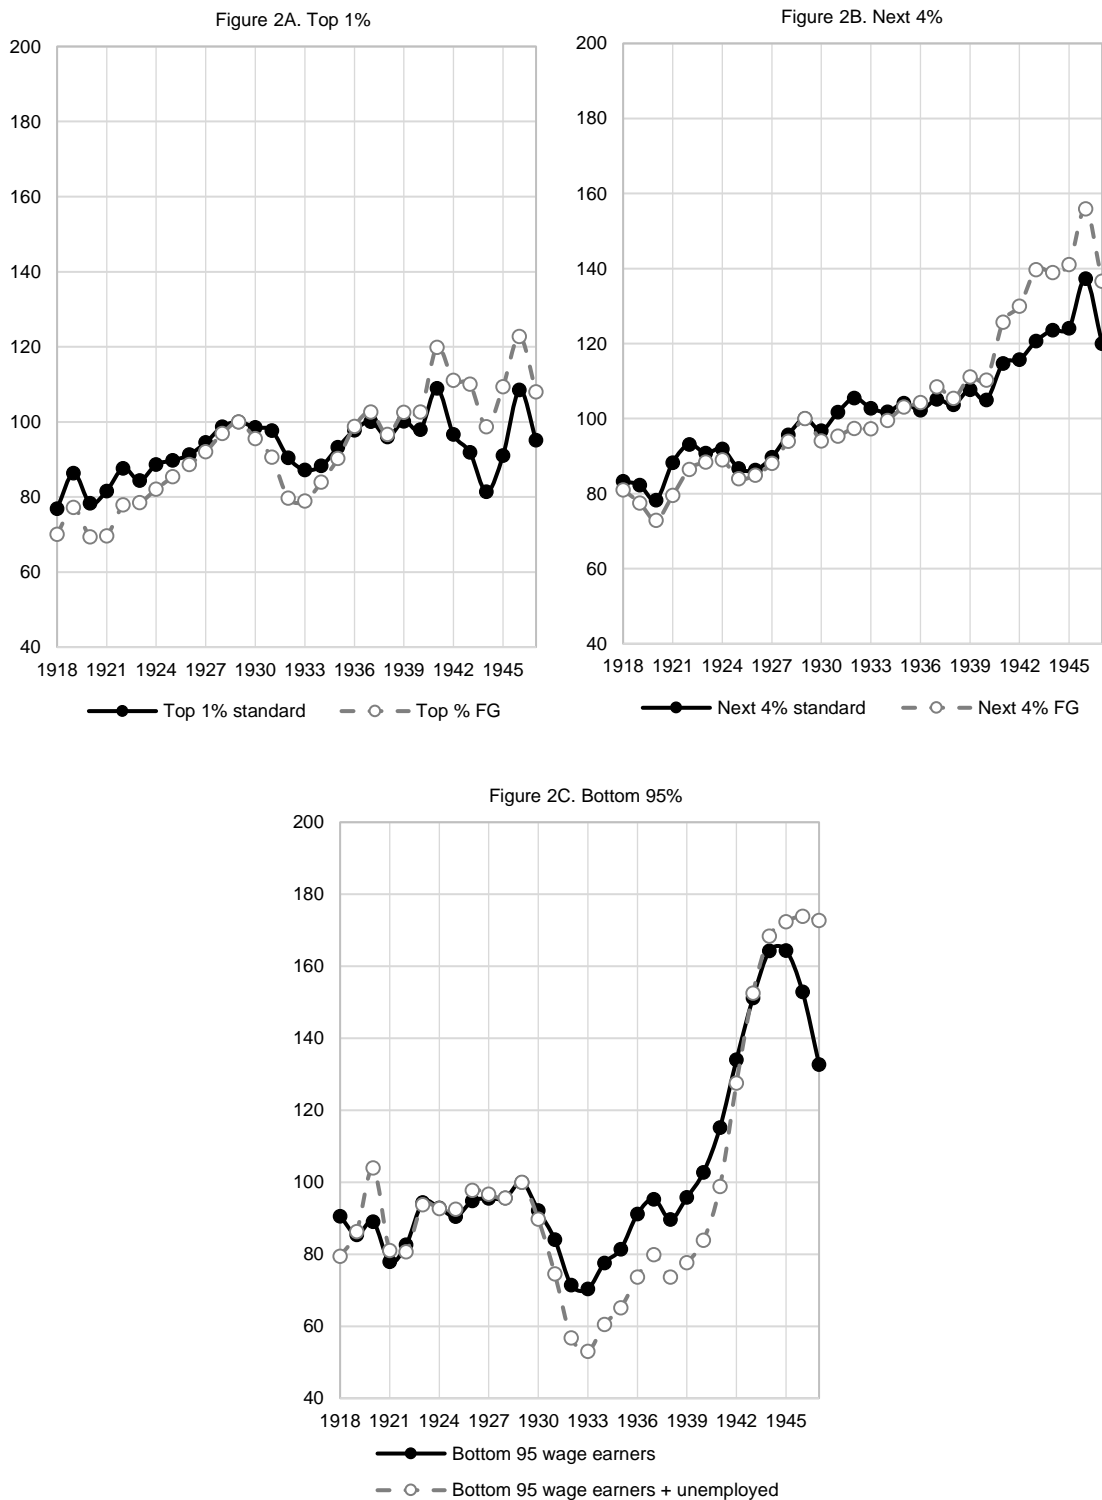 Figure 2A. Top 1%
200
180
160
140
120
100
80
60
40
1918 1921 1924 1927 1930 1933 1936 1939 1942 1945
Top 1% standard Top % FG
Figure 2B. Next 4%
200
180
160
140
120
100
80
60
40
1918 1921 1924 1927 1930 1933 1936 1939 1942 1945
Next 4% standard Next 4% FG
Figure 2C. Bottom 95%
200
180
160
140
120
100
80
60
40
1918 1921 1924 1927 1930 1933 1936 1939 1942 1945
Bottom 95 wage earners
Bottom 95 wage earners + unemployed